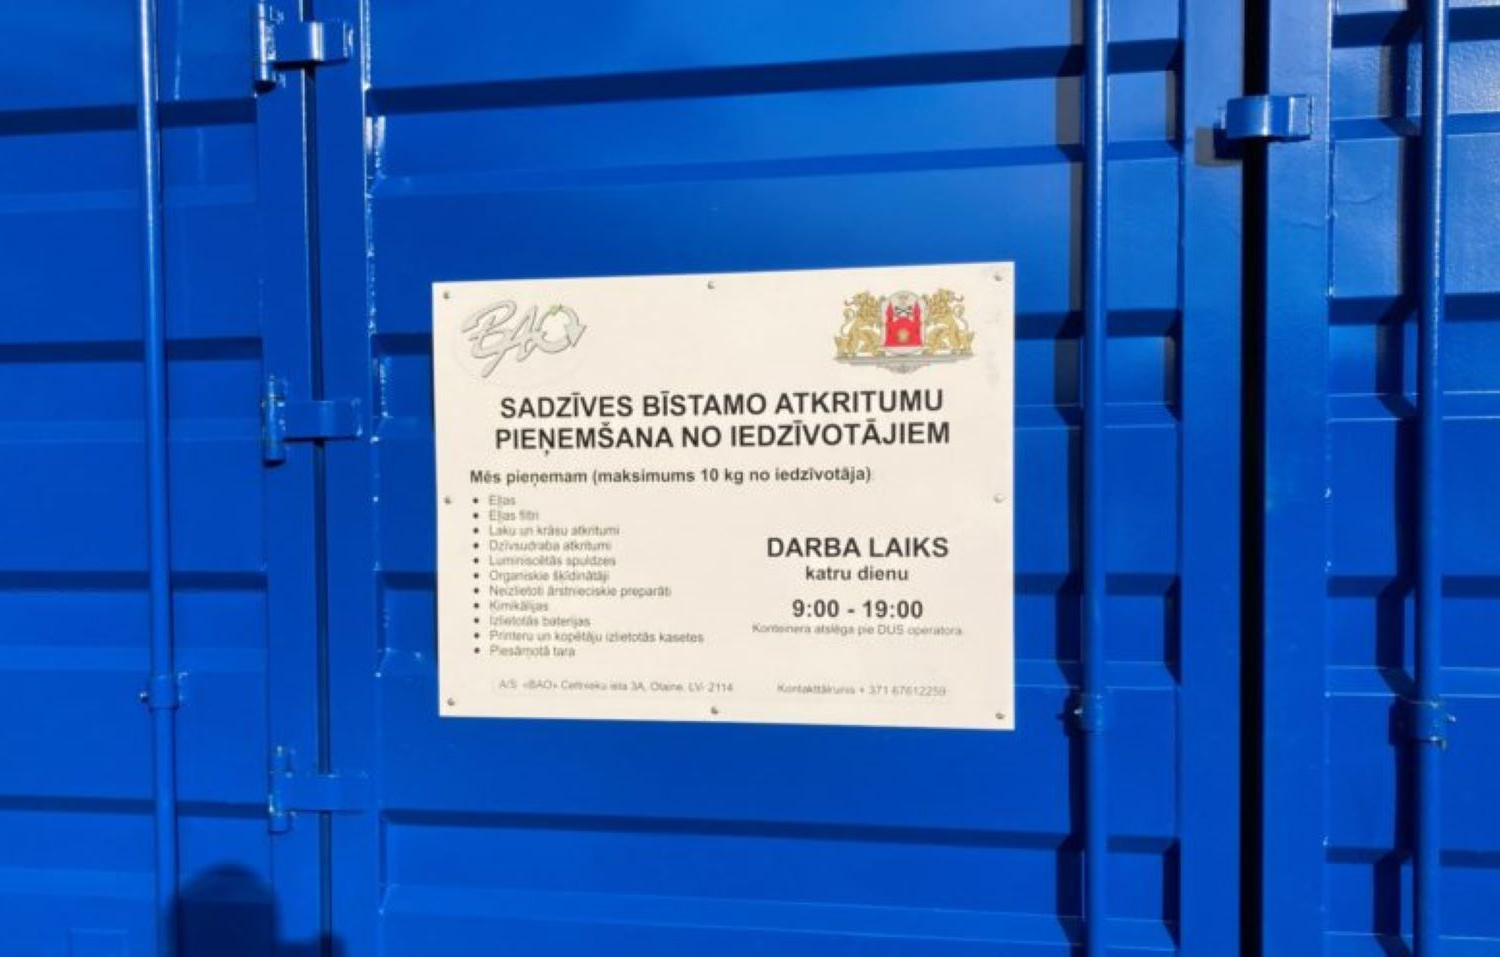 BAO
SADZĪVES BĪSTAMO ATKRITUMU
PIEŅEMŠANA NO IEDZĪVOTĀJIEM
Mēs pieņemam (maksimums 10 kg no iedzīvotāja)
• Eļļas
• Eļļas filtri
• Laku un krāsu atkritumi
• Dzīvsudraba atkritumi
• Luminiscētās spuldzes
• Organiskie šķīdinātāji
• Neizlietoti ārstnieciskie preparāti
• Ķimikālijas
• Izlietotās baterijas
• Printeru un kopētāju izlietotās kasetes
• Piesārņotā tara
DARBA LAIKS
katru dienu
9:00 - 19:00
Konteinera atslēga pie DUS operatora
A/S «BAO» Celtnieku iela 3A, Olaine, LV- 2114
Kontakttālrunis + 371 67612259